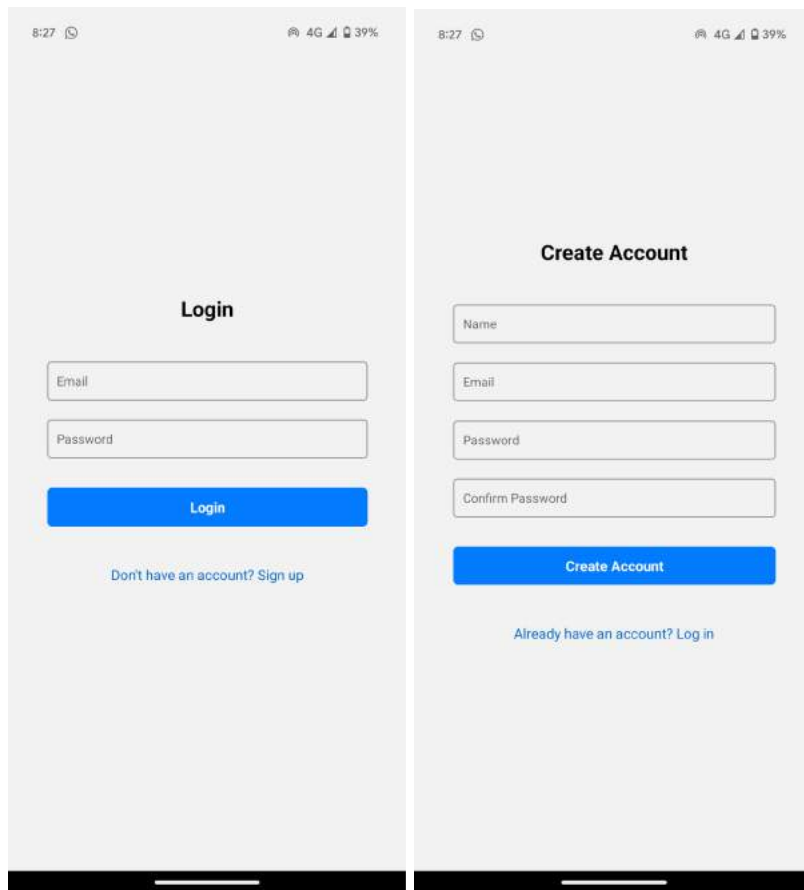 8:27 4G 39%
Login
Email
Password
Login
Don't have an account? Sign up
8:27 4G 39%
Create Account
Name
Email
Password
Confirm Password
Create Account
Already have an account? Log in